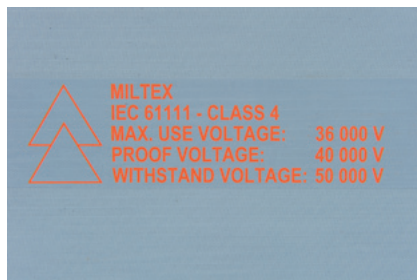 MILTEX
IEC 61111 - CLASS 4
MAX. USE VOLTAGE: 36 000 V
PROOF VOLTAGE: 40 000 V
WITHSTAND VOLTAGE: 50 000 V